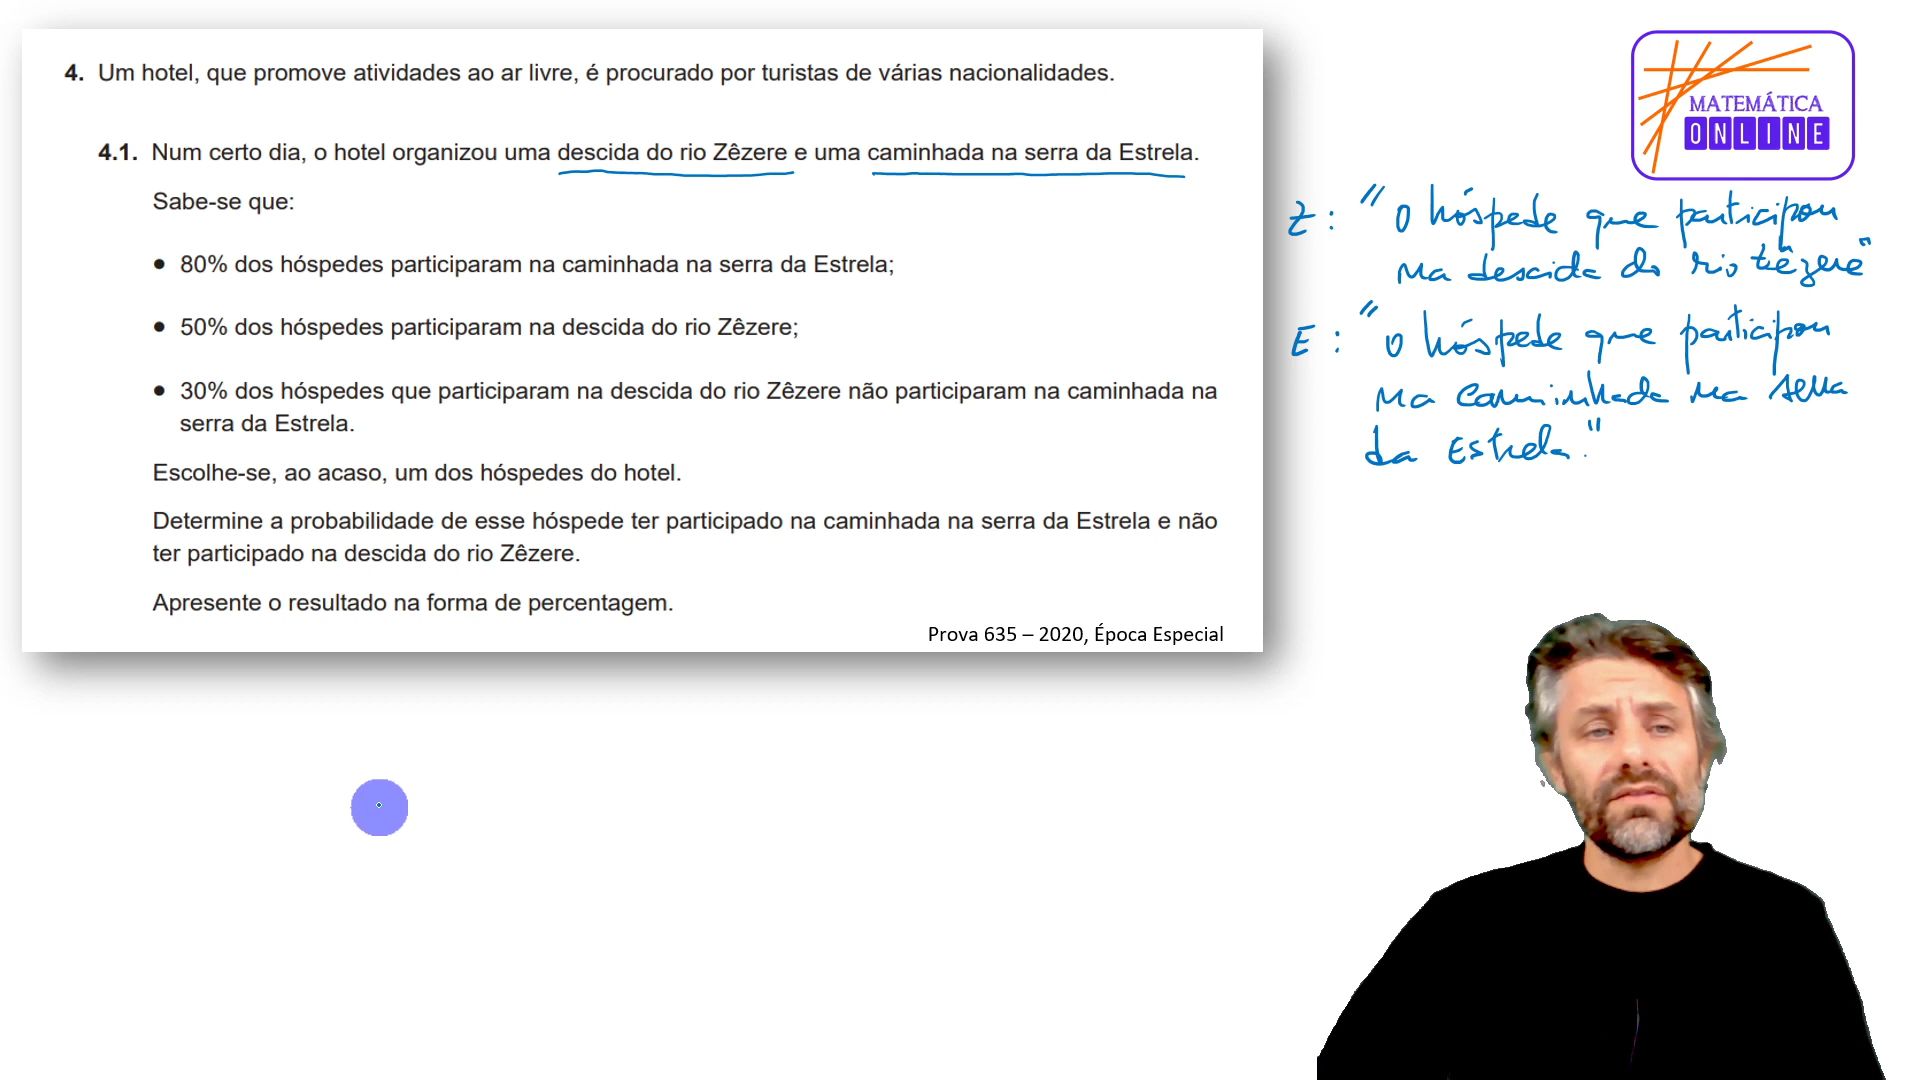 4. Um hotel, que promove atividades ao ar livre, é procurado por turistas de várias nacionalidades.
4.1. Num certo dia, o hotel organizou uma descida do rio Zêzere e uma caminhada na serra da Estrela.
Sabe-se que:
● 80% dos hóspedes participaram na caminhada na serra da Estrela;
● 50% dos hóspedes participaram na descida do rio Zêzere;
● 30% dos hóspedes que participaram na descida do rio Zêzere não participaram na caminhada na
serra da Estrela.
Escolhe-se, ao acaso, um dos hóspedes do hotel.
Determine a probabilidade de esse hóspede ter participado na caminhada na serra da Estrela e não
ter participado na descida do rio Zêzere.
Apresente o resultado na forma de percentagem.
Prova 635 – 2020, Época Especial
MATEMÁTICA
ONLINE
Z: "O hóspede que participou
na descida do rio Zêzere"
E: "O hóspede que participou
na caminhada na serra
da Estrela."